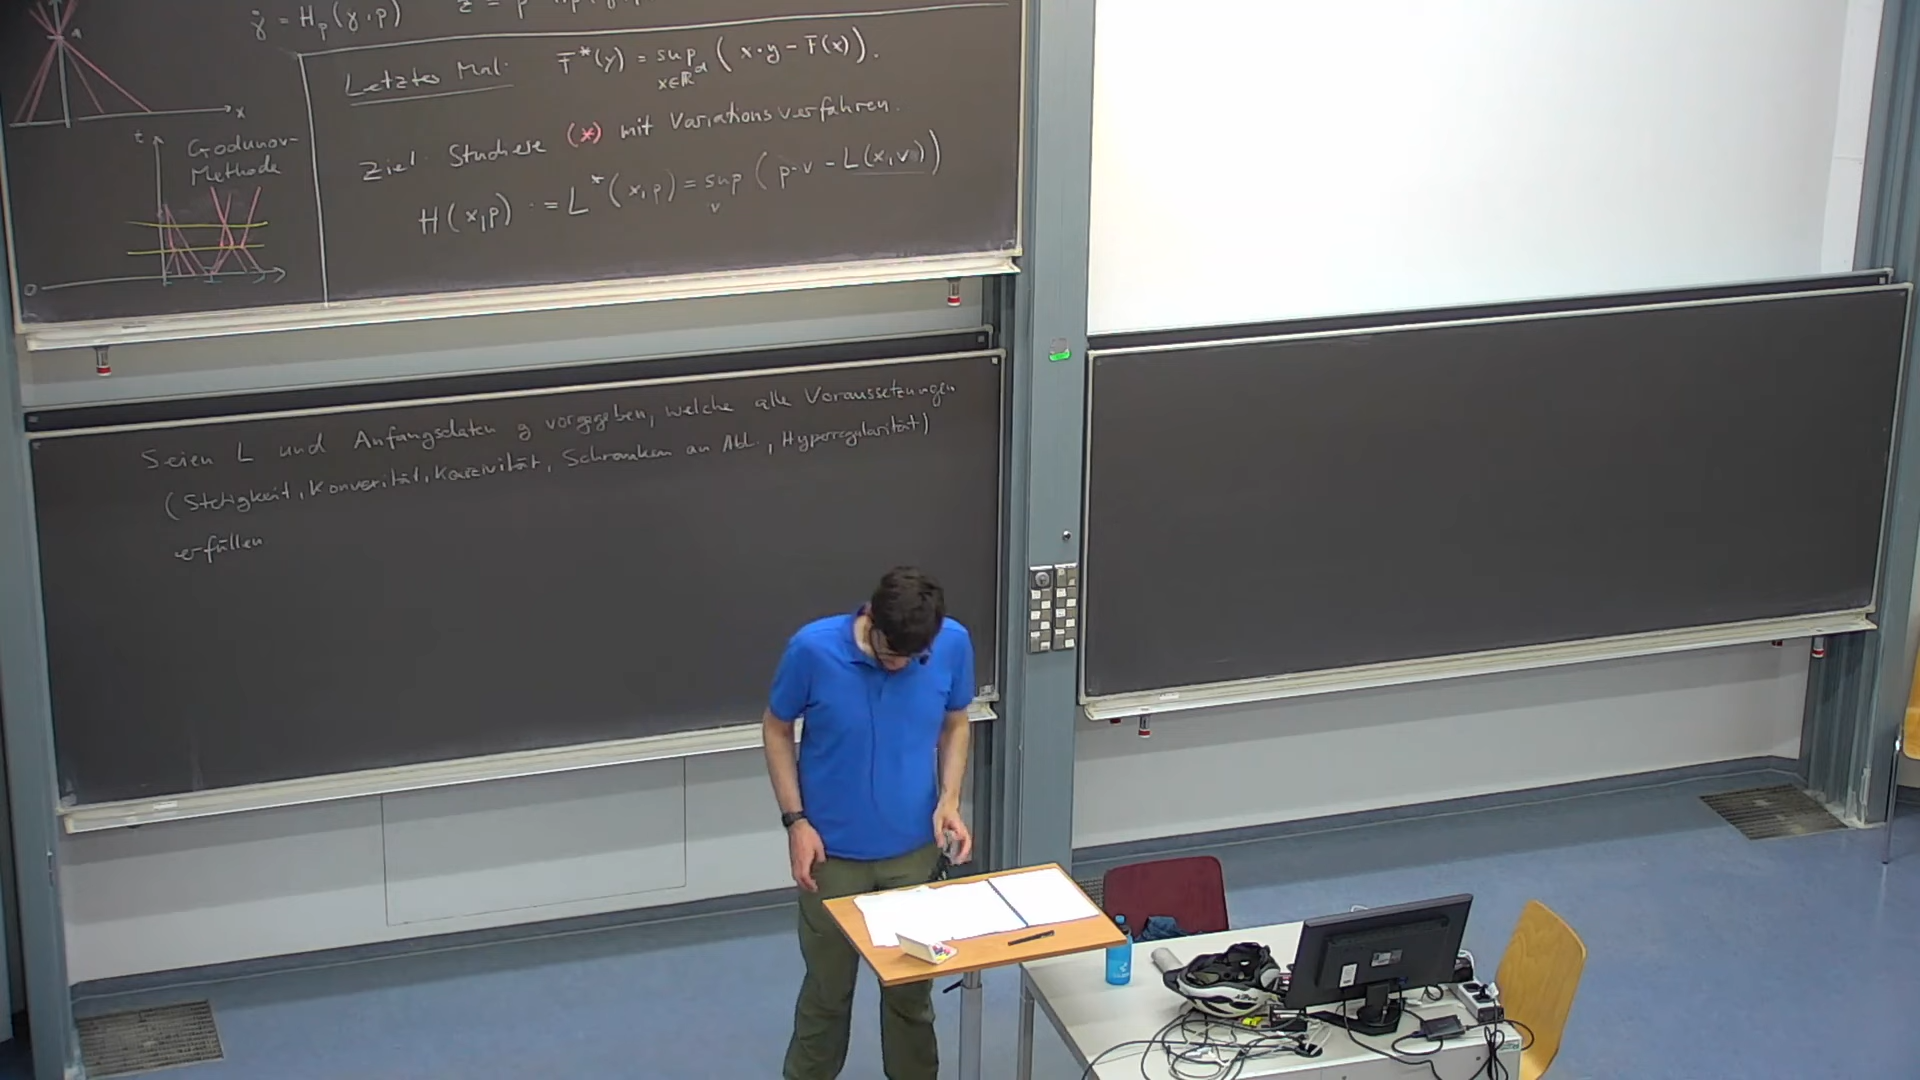 γ̇ = H_p(γ, p)
A
x
t
Godunov-
Methode
0
Letztes Mal: F*(y) = sup_{x∈ℝ^d} ( x·y − F(x) ).
Ziel: Studiere (*) mit Variationsverfahren.
H(x,p) := L*(x,p) = sup_v ( p·v − L(x,v) )
Seien L und Anfangsdaten g vorgegeben, welche alle Voraussetzungen
(Stetigkeit, Konvexität, Koerzivität, Schranken an Abl., Hyperregularität)
erfüllen